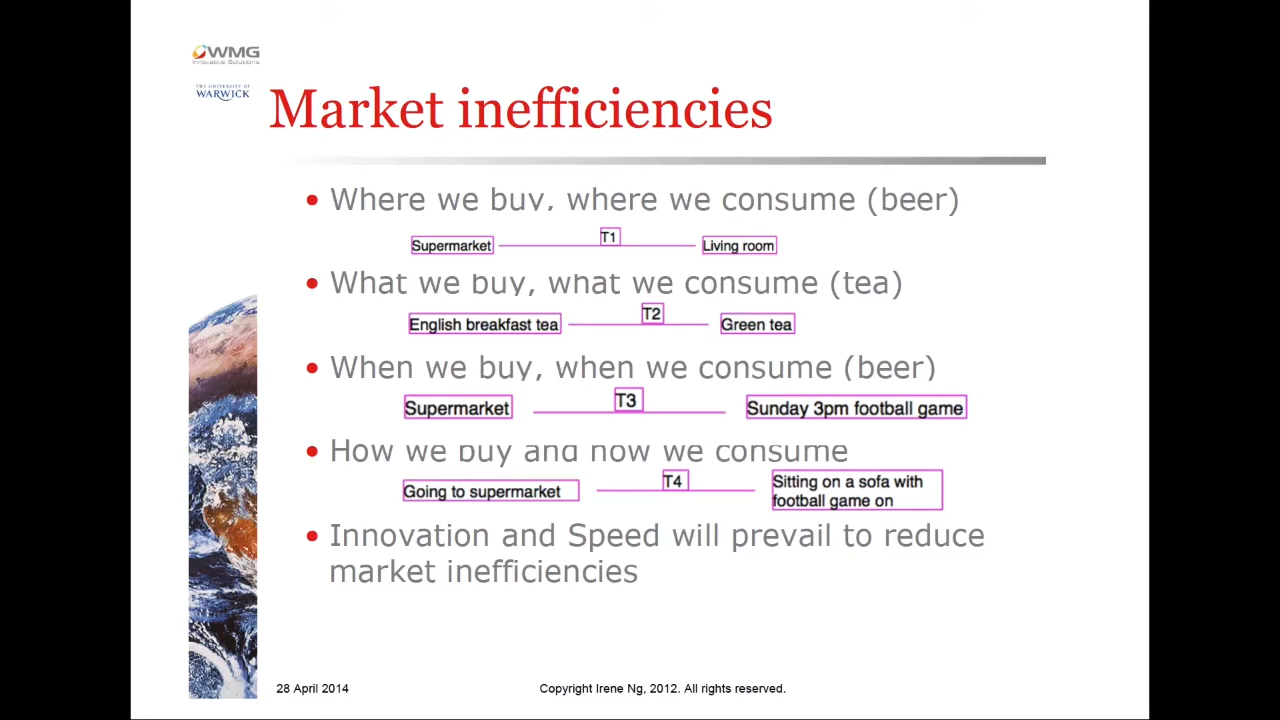 WMG
Innovative Solutions
THE UNIVERSITY OF
WARWICK
Market inefficiencies
• Where we buy, where we consume (beer)
T1
Supermarket Living room
• What we buy, what we consume (tea)
T2
English breakfast tea Green tea
• When we buy, when we consume (beer)
T3
Supermarket Sunday 3pm football game
• How we buy and how we consume
T4
Going to supermarket Sitting on a sofa with
football game on
• Innovation and Speed will prevail to reduce
market inefficiencies
28 April 2014 Copyright Irene Ng, 2012. All rights reserved.